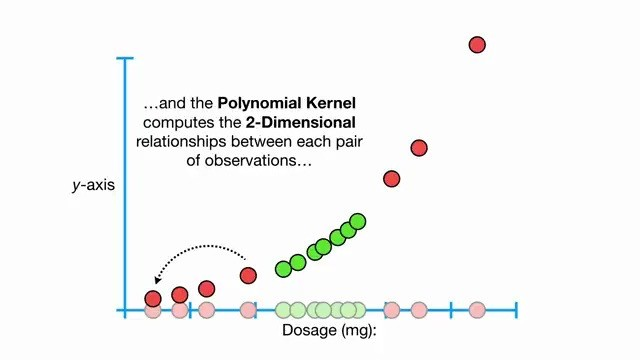 …and the Polynomial Kernel
computes the 2-Dimensional
relationships between each pair
of observations…
y-axis
Dosage (mg):